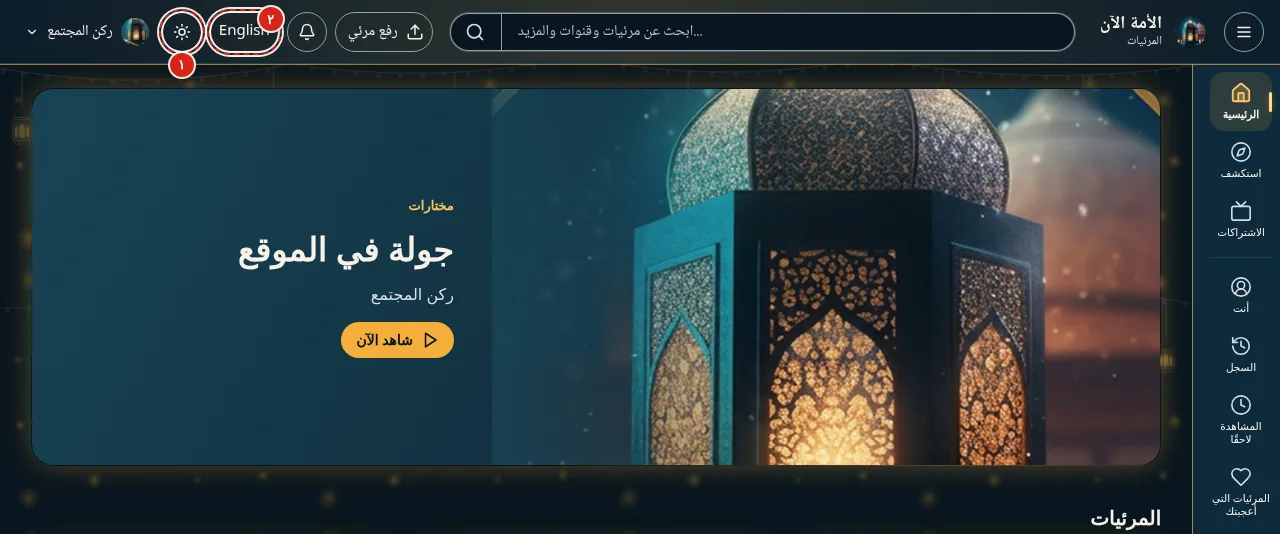 الأمة الآن
المرئيات
ابحث عن مرئيات وقنوات والمزيد...
رفع مرئي
English
٢
١
ركن المجتمع
الرئيسية
استكشف
الاشتراكات
أنت
السجل
المشاهدة
لاحقًا
المرئيات التي
أعجبتك
مختارات
جولة في الموقع
ركن المجتمع
شاهد الآن
المرئيات